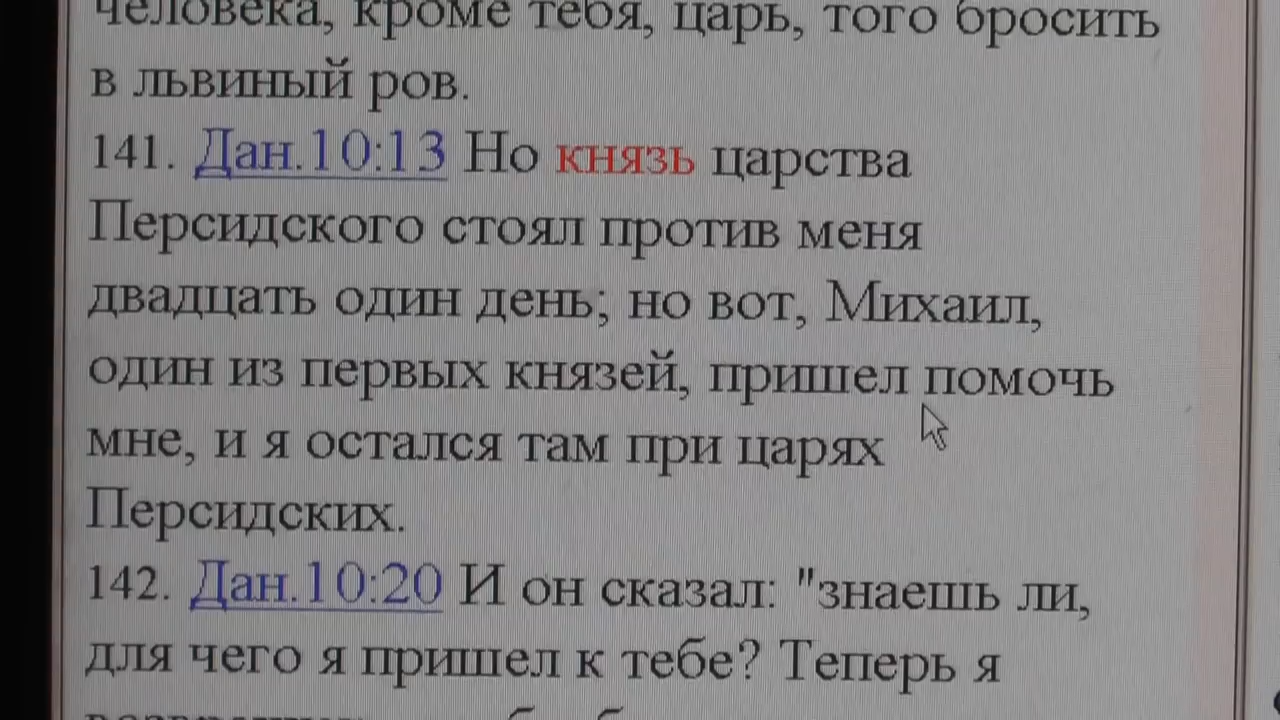 человека, кроме тебя, царь, того бросить
в львиный ров.
141. Дан.10:13 Но князь царства
Персидского стоял против меня
двадцать один день; но вот, Михаил,
один из первых князей, пришел помочь
мне, и я остался там при царях
Персидских.
142. Дан.10:20 И он сказал: "знаешь ли,
для чего я пришел к тебе? Теперь я